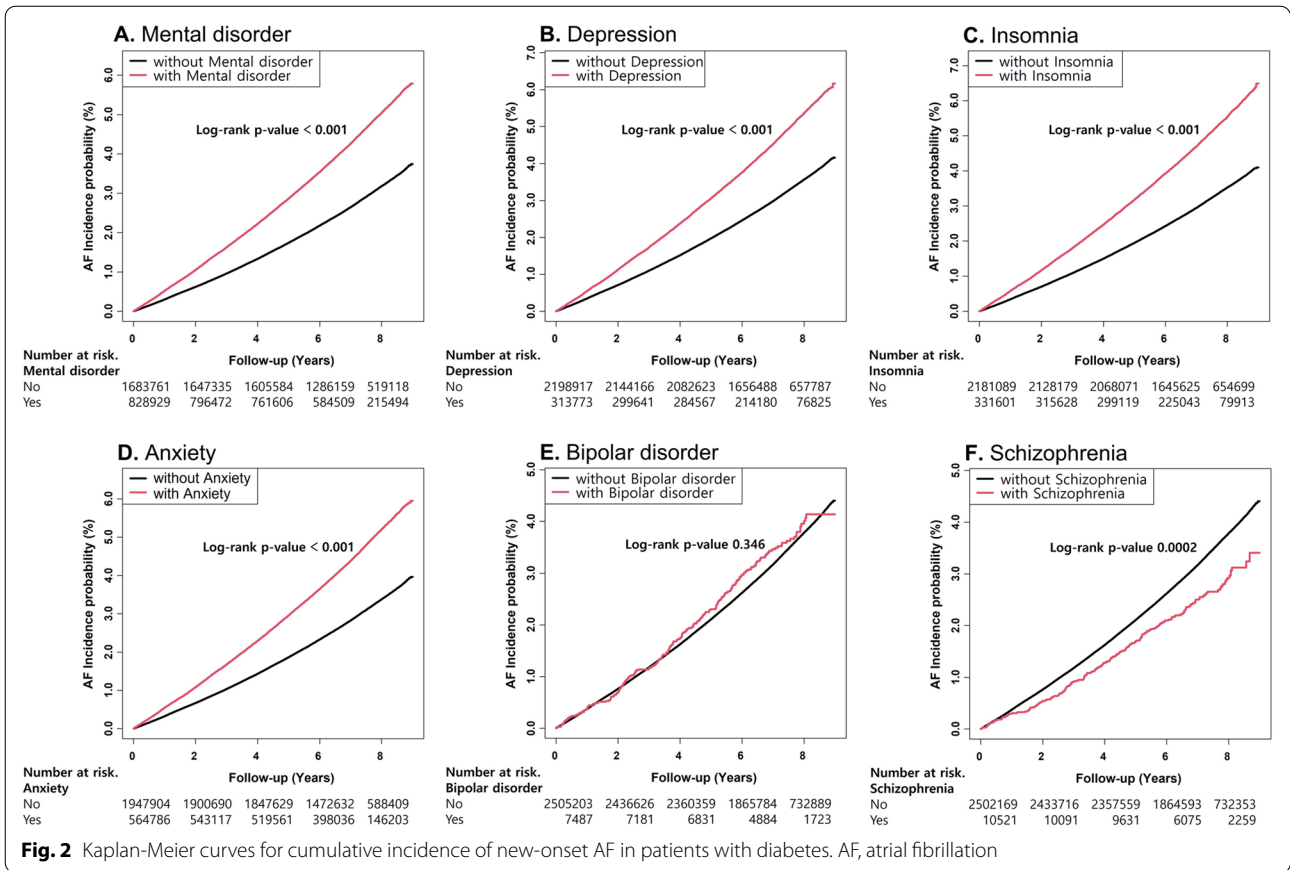 A. Mental disorder
without Mental disorder
with Mental disorder
Log-rank p-value < 0.001
AF Incidence probability (%)
0.0 1.0 2.0 3.0 4.0 5.0 6.0
0 2 4 6 8
Follow-up (Years)
Number at risk.
Mental disorder
No 1683761 1647335 1605584 1286159 519118
Yes 828929 796472 761606 584509 215494
B. Depression
without Depression
with Depression
Log-rank p-value < 0.001
AF Incidence probability (%)
0.0 1.0 2.0 3.0 4.0 5.0 6.0 7.0
0 2 4 6 8
Follow-up (Years)
Number at risk.
Depression
No 2198917 2144166 2082623 1656488 657787
Yes 313773 299641 284567 214180 76825
C. Insomnia
without Insomnia
with Insomnia
Log-rank p-value < 0.001
AF Incidence probability (%)
0.0 1.0 2.0 3.0 4.0 5.0 6.0 7.0
0 2 4 6 8
Follow-up (Years)
Number at risk.
Insomnia
No 2181089 2128179 2068071 1645625 654699
Yes 331601 315628 299119 225043 79913
D. Anxiety
without Anxiety
with Anxiety
Log-rank p-value < 0.001
AF Incidence probability (%)
0.0 1.0 2.0 3.0 4.0 5.0 6.0
0 2 4 6 8
Follow-up (Years)
Number at risk.
Anxiety
No 1947904 1900690 1847629 1472632 588409
Yes 564786 543117 519561 398036 146203
E. Bipolar disorder
without Bipolar disorder
with Bipolar disorder
Log-rank p-value 0.346
AF Incidence probability (%)
0.0 1.0 2.0 3.0 4.0 5.0
0 2 4 6 8
Follow-up (Years)
Number at risk.
Bipolar disorder
No 2505203 2436626 2360359 1865784 732889
Yes 7487 7181 6831 4884 1723
F. Schizophrenia
without Schizophrenia
with Schizophrenia
Log-rank p-value 0.0002
AF Incidence probability (%)
0.0 1.0 2.0 3.0 4.0 5.0
0 2 4 6 8
Follow-up (Years)
Number at risk.
Schizophrenia
No 2502169 2433716 2357559 1864593 732353
Yes 10521 10091 9631 6075 2259
Fig. 2 Kaplan-Meier curves for cumulative incidence of new-onset AF in patients with diabetes. AF, atrial fibrillation